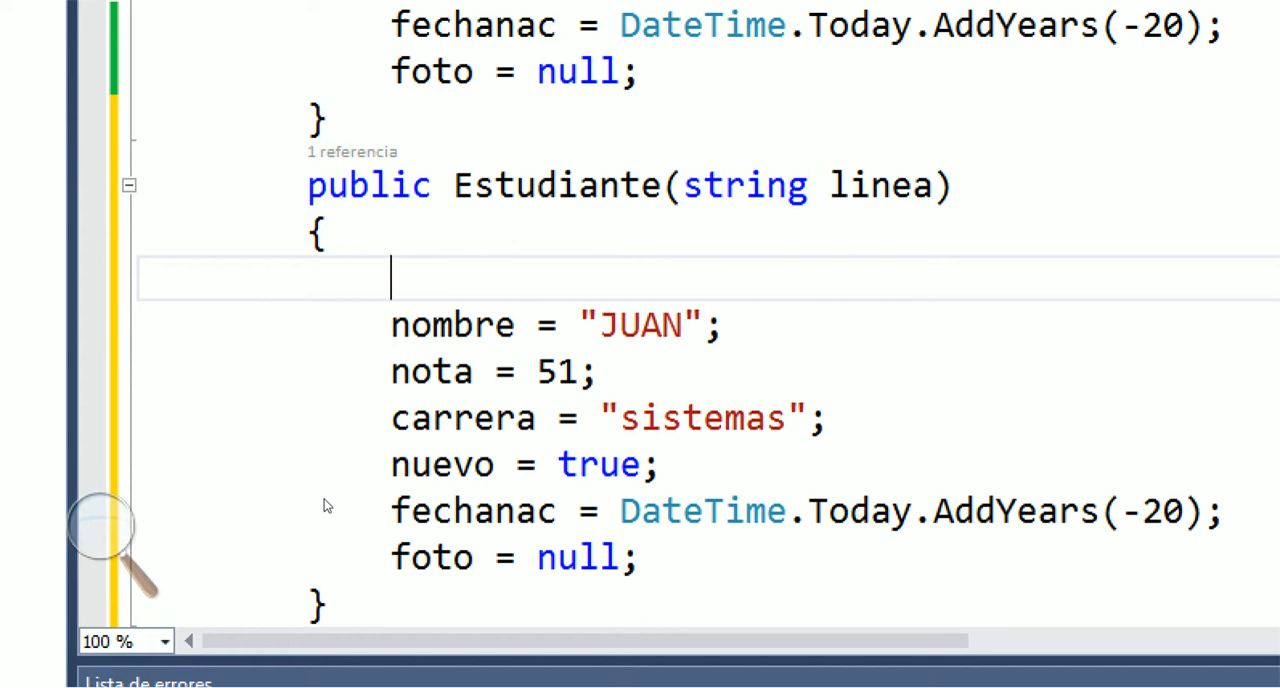 fechanac = DateTime.Today.AddYears(-20);
foto = null;
}
1 referencia
public Estudiante(string linea)
{
nombre = "JUAN";
nota = 51;
carrera = "sistemas";
nuevo = true;
fechanac = DateTime.Today.AddYears(-20);
foto = null;
}
100 %
Lista de errores